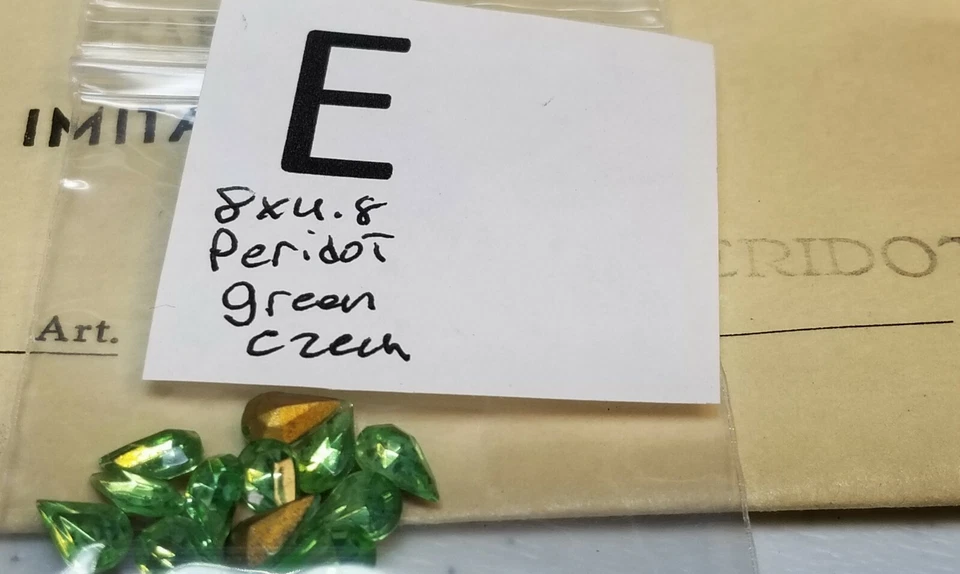 E
IMITA
8x4.8
Peridot
green
czech
ERIDOT
Art.